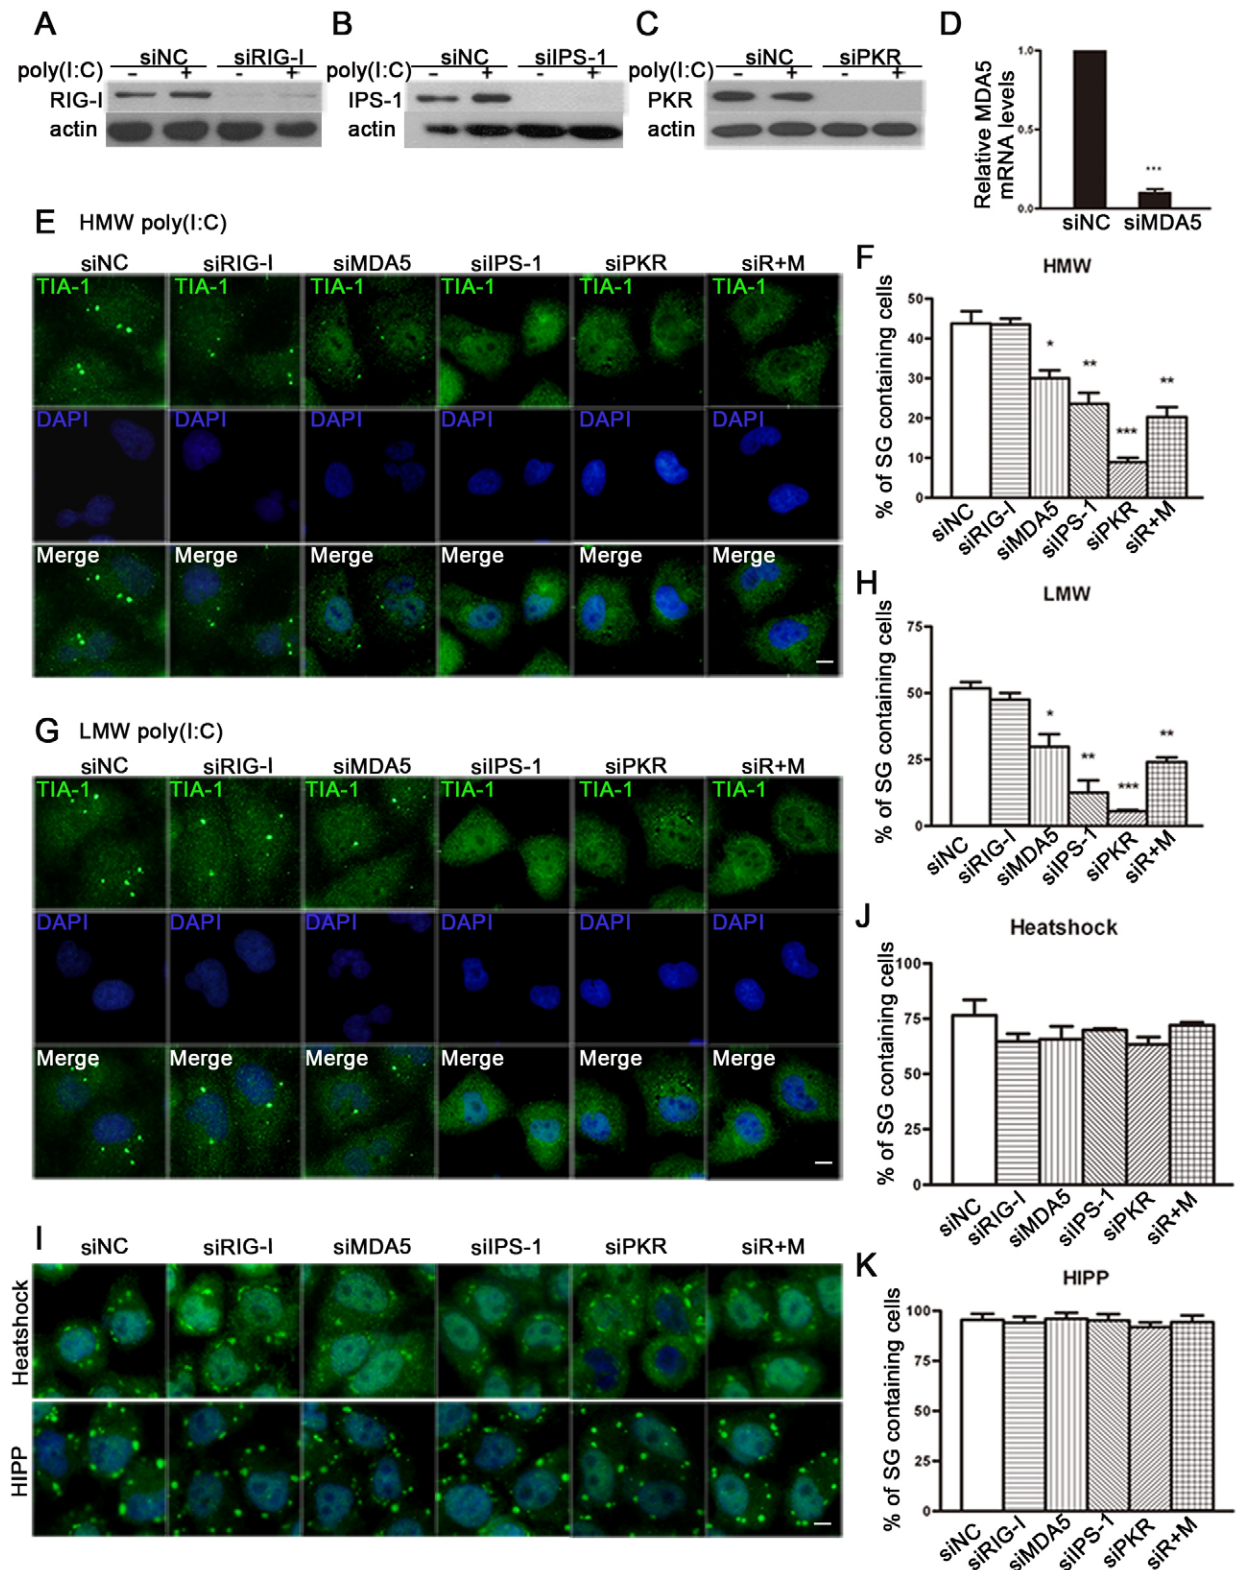 A
siNC siRIG-I
poly(I:C) - + - +
RIG-I
actin
B
siNC siIPS-1
poly(I:C) - + - +
IPS-1
actin
C
siNC siPKR
poly(I:C) - + - +
PKR
actin
D
Relative MDA5
mRNA levels
1.0
0.5
0.0
***
siNC siMDA5
E HMW poly(I:C)
siNC siRIG-I siMDA5 siIPS-1 siPKR siR+M
TIA-1 TIA-1 TIA-1 TIA-1 TIA-1 TIA-1
DAPI DAPI DAPI DAPI DAPI DAPI
Merge Merge Merge Merge Merge Merge
F
HMW
% of SG containing cells
50
40
30
20
10
0
* ** *** **
siNC siRIG-I siMDA5 siIPS-1 siPKR siR+M
G LMW poly(I:C)
siNC siRIG-I siMDA5 siIPS-1 siPKR siR+M
TIA-1 TIA-1 TIA-1 TIA-1 TIA-1 TIA-1
DAPI DAPI DAPI DAPI DAPI DAPI
Merge Merge Merge Merge Merge Merge
H
LMW
% of SG containing cells
75
50
25
0
* ** *** **
siNC siRIG-I siMDA5 siIPS-1 siPKR siR+M
I
siNC siRIG-I siMDA5 siIPS-1 siPKR siR+M
Heatshock
HIPP
J
Heatshock
% of SG containing cells
100
75
50
25
0
siNC siRIG-I siMDA5 siIPS-1 siPKR siR+M
K
HIPP
% of SG containing cells
100
75
50
25
0
siNC siRIG-I siMDA5 siIPS-1 siPKR siR+M